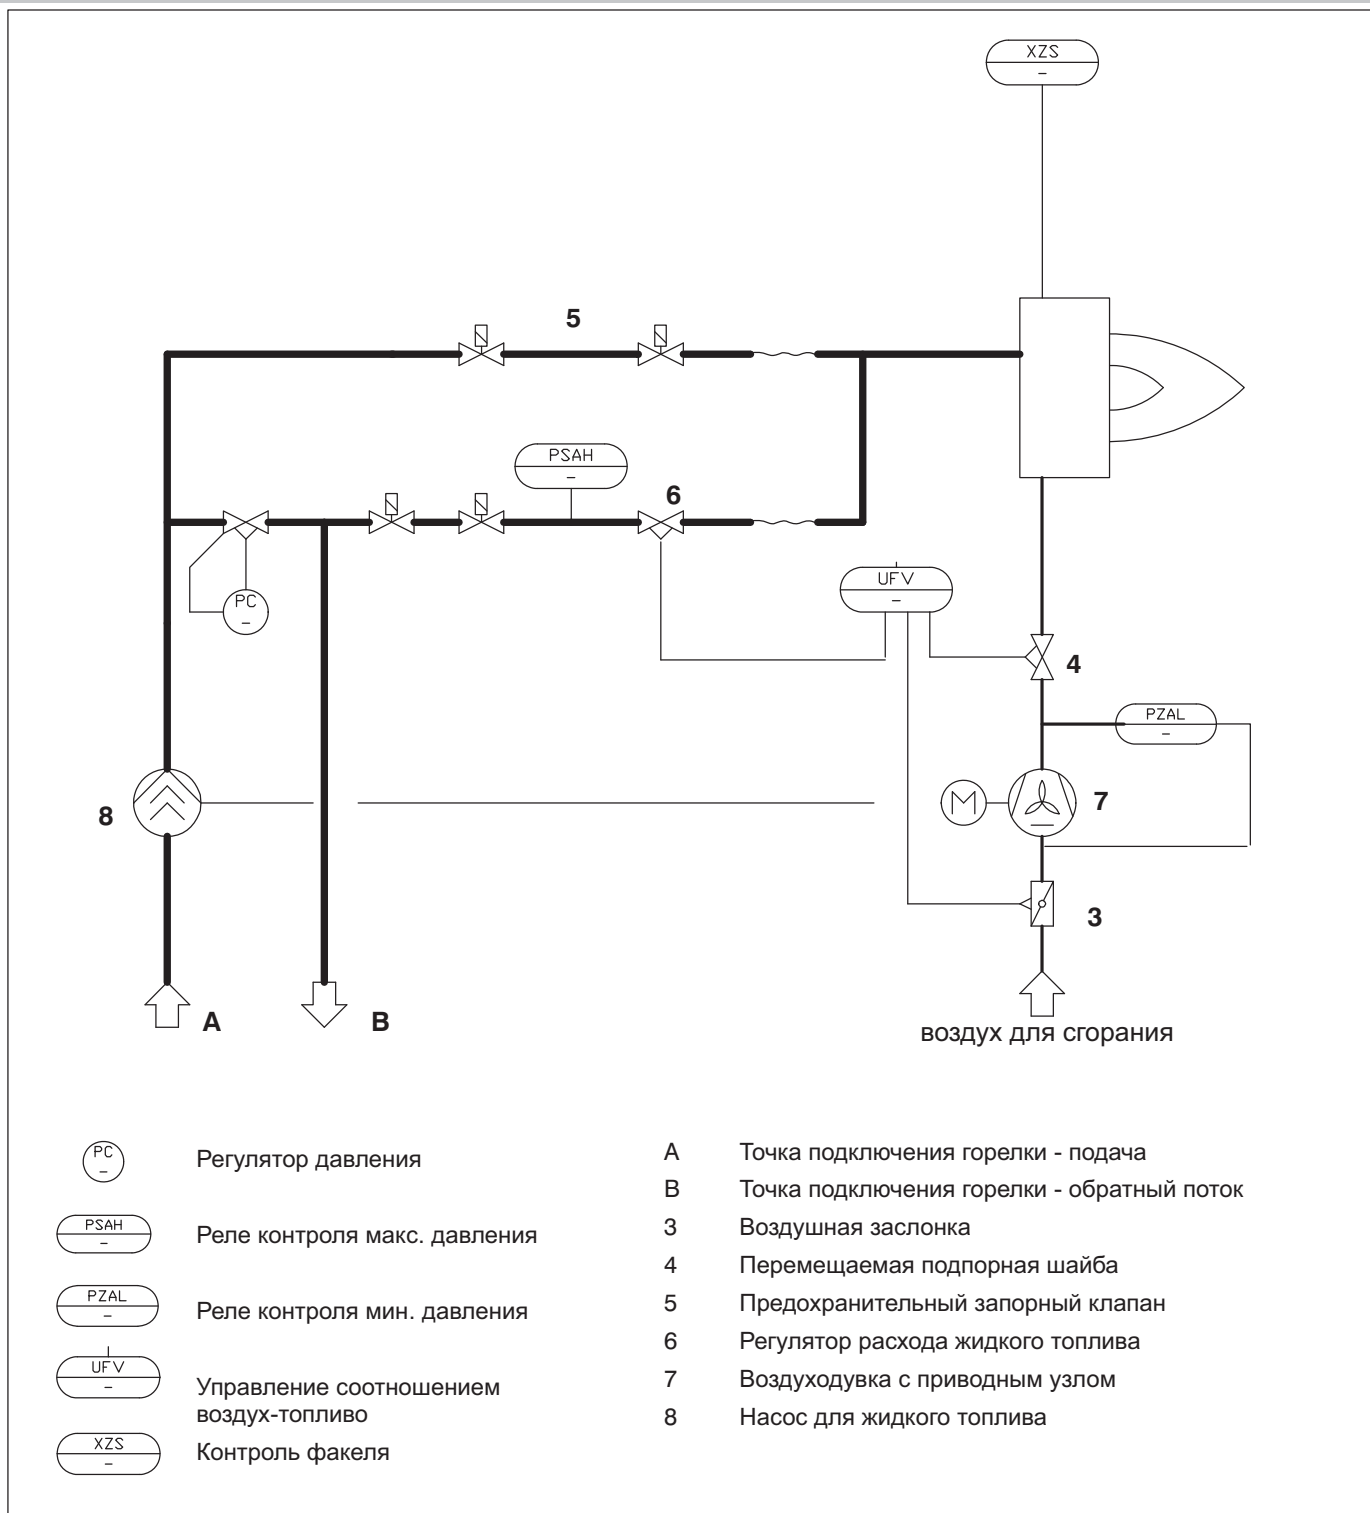 XZS
–
5
PSAH
–
6
UFV
–
PC
–
4
PZAL
–
8
M
7
3
A
B
воздух для сгорания
PC
–
Регулятор давления
PSAH
–
Реле контроля макс. давления
PZAL
–
Реле контроля мин. давления
UFV
–
Управление соотношением
воздух-топливо
XZS
–
Контроль факеля
A Точка подключения горелки - подача
B Точка подключения горелки - обратный поток
3 Воздушная заслонка
4 Перемещаемая подпорная шайба
5 Предохранительный запорный клапан
6 Регулятор расхода жидкого топлива
7 Воздуходувка с приводным узлом
8 Насос для жидкого топлива